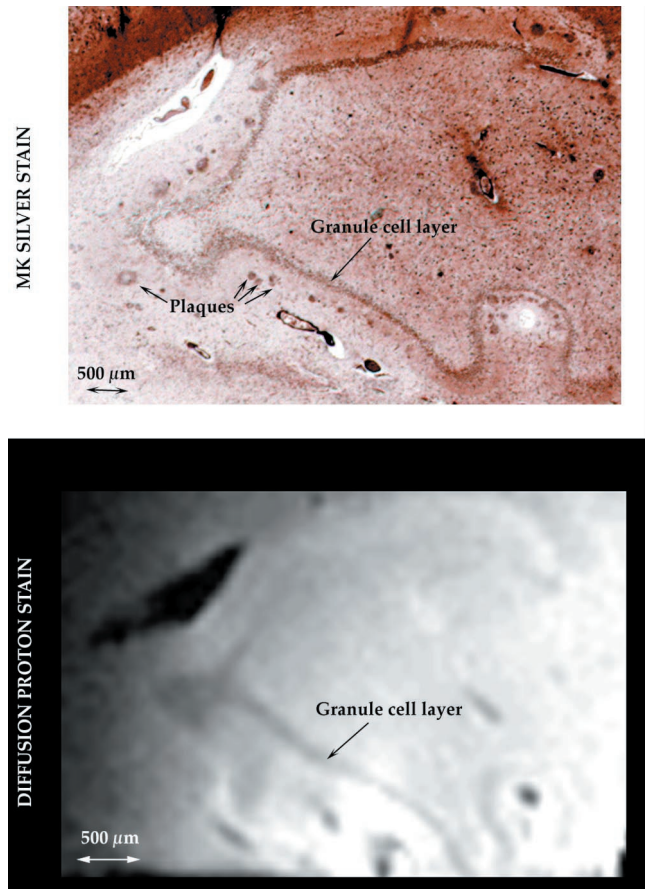 MK SILVER STAIN
Granule cell layer
Plaques
500 µm
DIFFUSION PROTON STAIN
Granule cell layer
500 µm